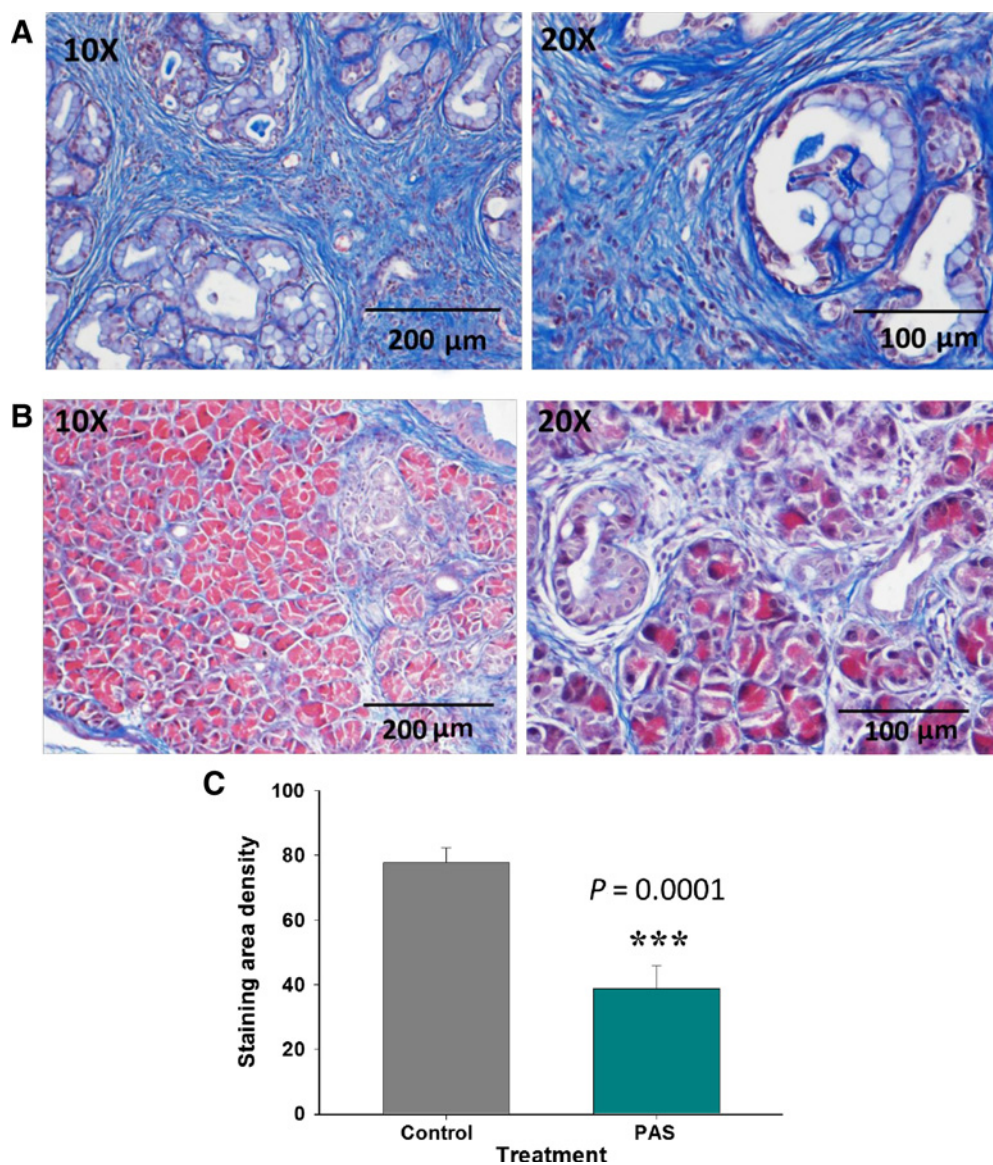 A
10X
20X
200 µm
100 µm
B
10X
20X
200 µm
100 µm
C
100
80
60
40
20
0
Staining area density
P = 0.0001
***
Control
PAS
Treatment